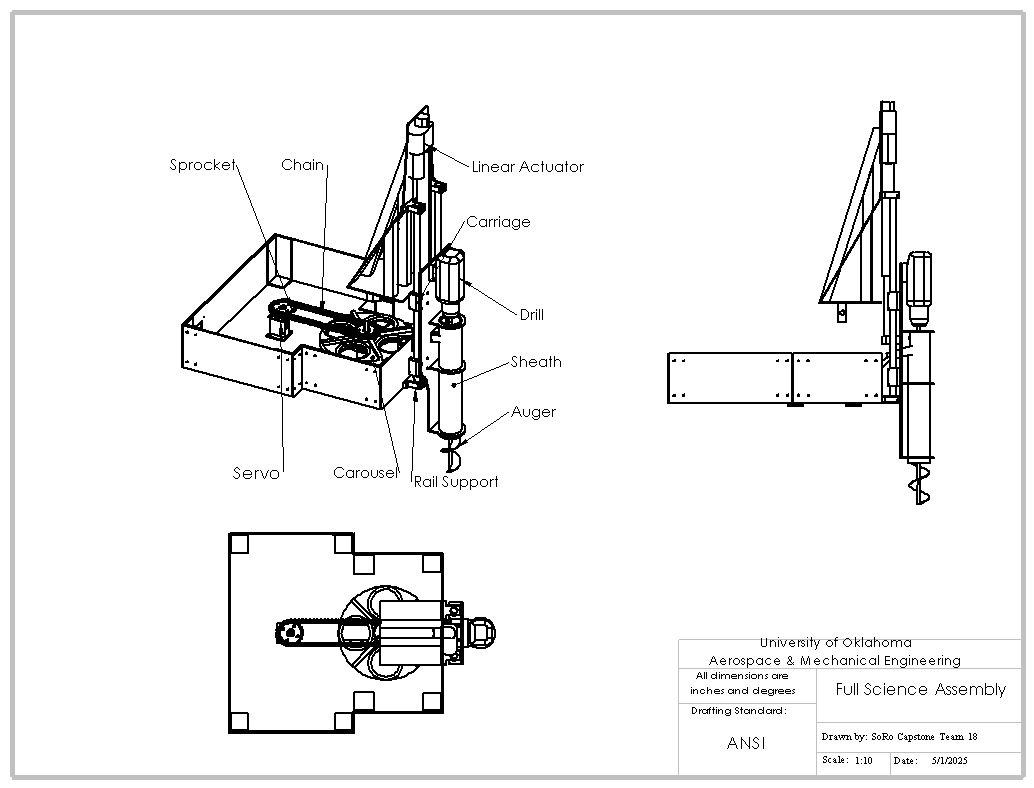 Sprocket
Chain
Linear Actuator
Carriage
Drill
Sheath
Auger
Servo
Carousel
Rail Support
University of Oklahoma
Aerospace & Mechanical Engineering
All dimensions are
inches and degrees
Full Science Assembly
Drafting Standard:
ANSI
Drawn by: SoRo Capstone Team 18
Scale: 1:10
Date: 5/1/2025